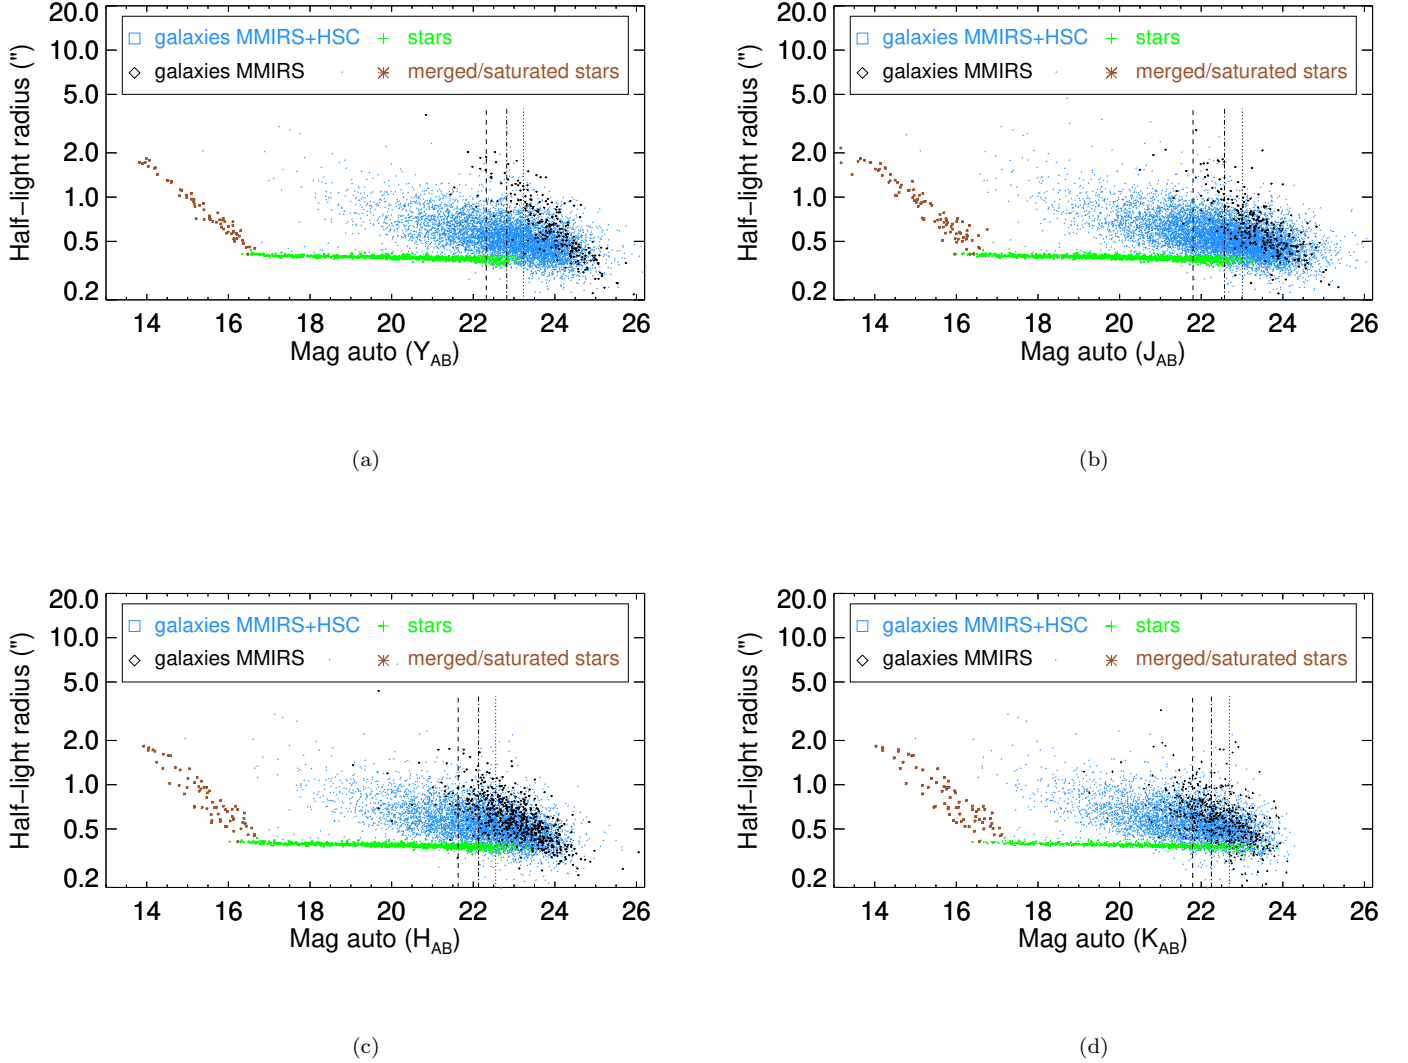 20.0
10.0
5.0
2.0
1.0
0.5
0.2
Half−light radius (")
galaxies MMIRS+HSC
stars
galaxies MMIRS
merged/saturated stars
14 16 18 20 22 24 26
Mag auto (Y_AB)
(a)
20.0
10.0
5.0
2.0
1.0
0.5
0.2
Half−light radius (")
galaxies MMIRS+HSC
stars
galaxies MMIRS
merged/saturated stars
14 16 18 20 22 24 26
Mag auto (J_AB)
(b)
20.0
10.0
5.0
2.0
1.0
0.5
0.2
Half−light radius (")
galaxies MMIRS+HSC
stars
galaxies MMIRS
merged/saturated stars
14 16 18 20 22 24 26
Mag auto (H_AB)
(c)
20.0
10.0
5.0
2.0
1.0
0.5
0.2
Half−light radius (")
galaxies MMIRS+HSC
stars
galaxies MMIRS
merged/saturated stars
14 16 18 20 22 24 26
Mag auto (K_AB)
(d)